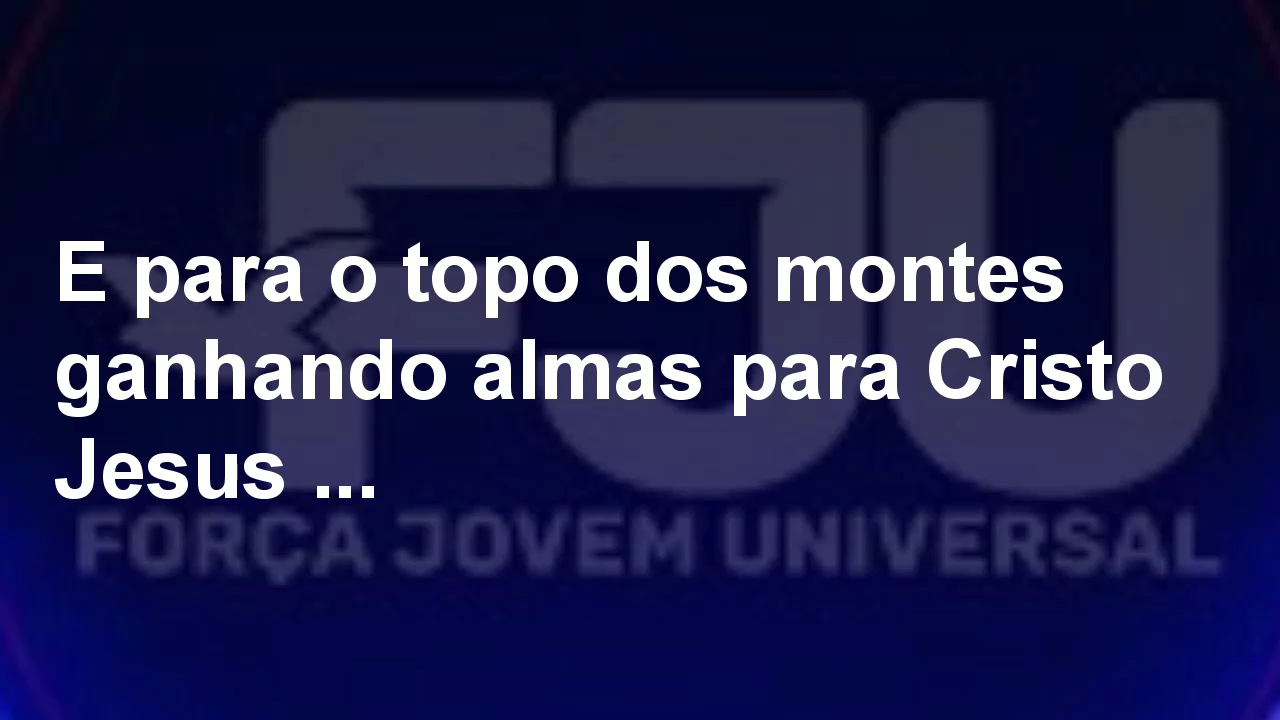 FJU
E para o topo dos montes
ganhando almas para Cristo
Jesus ...
FORÇA JOVEM UNIVERSAL